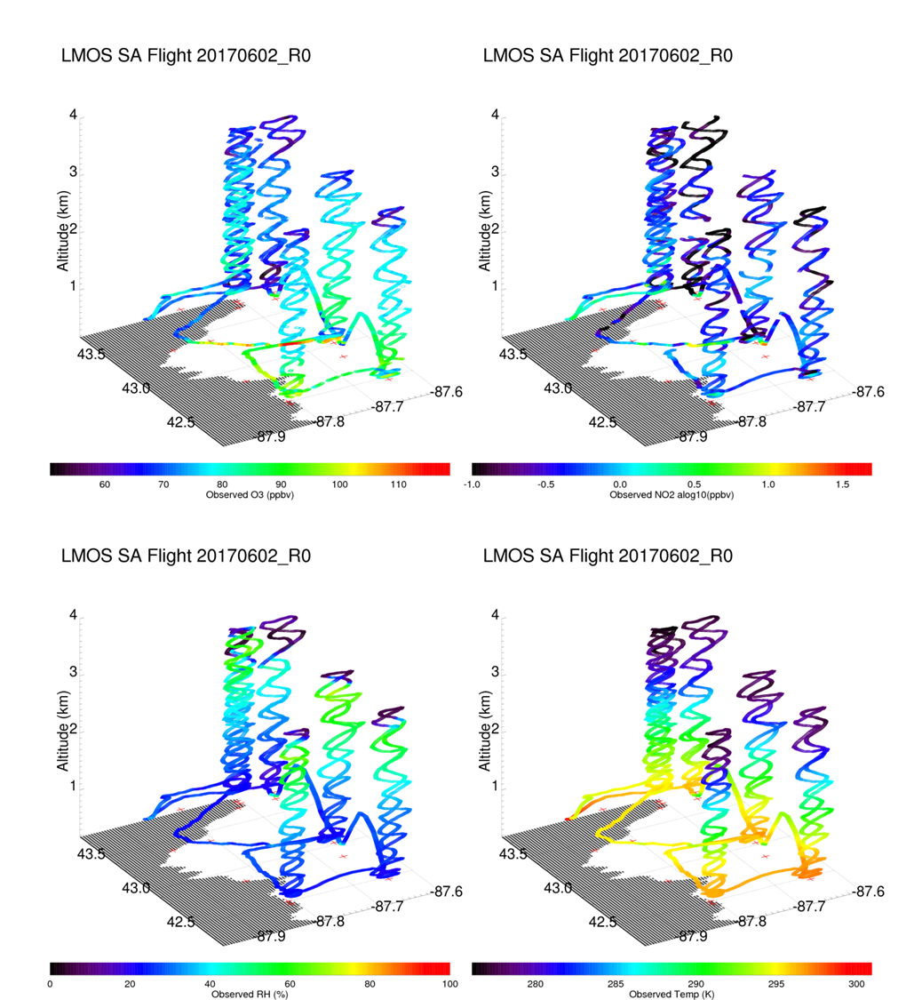 LMOS SA Flight 20170602_R0
4
3
2
1
Altitude (km)
43.5
43.0
42.5
-87.9
-87.8
-87.7
-87.6
60 70 80 90 100 110
Observed O3 (ppbv)
LMOS SA Flight 20170602_R0
4
3
2
1
Altitude (km)
43.5
43.0
42.5
-87.9
-87.8
-87.7
-87.6
-1.0 -0.5 0.0 0.5 1.0 1.5
Observed NO2 alog10(ppbv)
LMOS SA Flight 20170602_R0
4
3
2
1
Altitude (km)
43.5
43.0
42.5
-87.9
-87.8
-87.7
-87.6
0 20 40 60 80 100
Observed RH (%)
LMOS SA Flight 20170602_R0
4
3
2
1
Altitude (km)
43.5
43.0
42.5
-87.9
-87.8
-87.7
-87.6
280 285 290 295 300
Observed Temp (K)